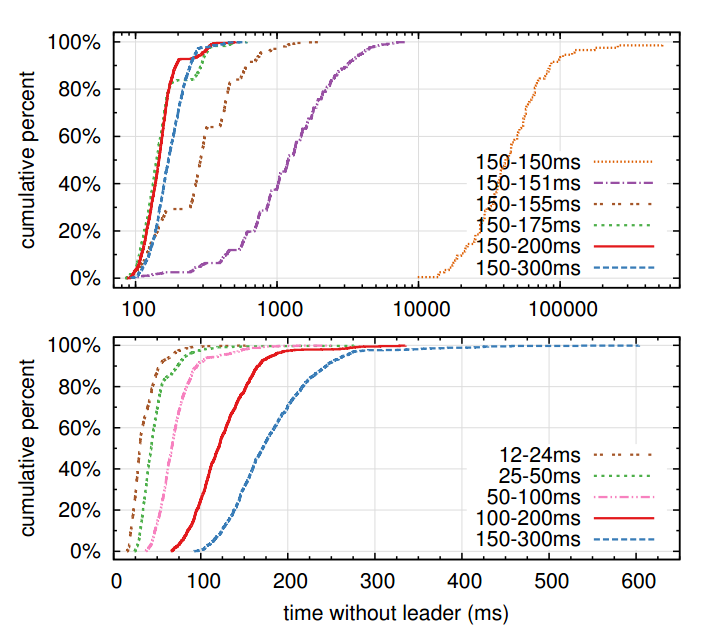 100%
80%
60%
40%
20%
0%
cumulative percent
150-150ms
150-151ms
150-155ms
150-175ms
150-200ms
150-300ms
100 1000 10000 100000
100%
80%
60%
40%
20%
0%
cumulative percent
12-24ms
25-50ms
50-100ms
100-200ms
150-300ms
0 100 200 300 400 500 600
time without leader (ms)